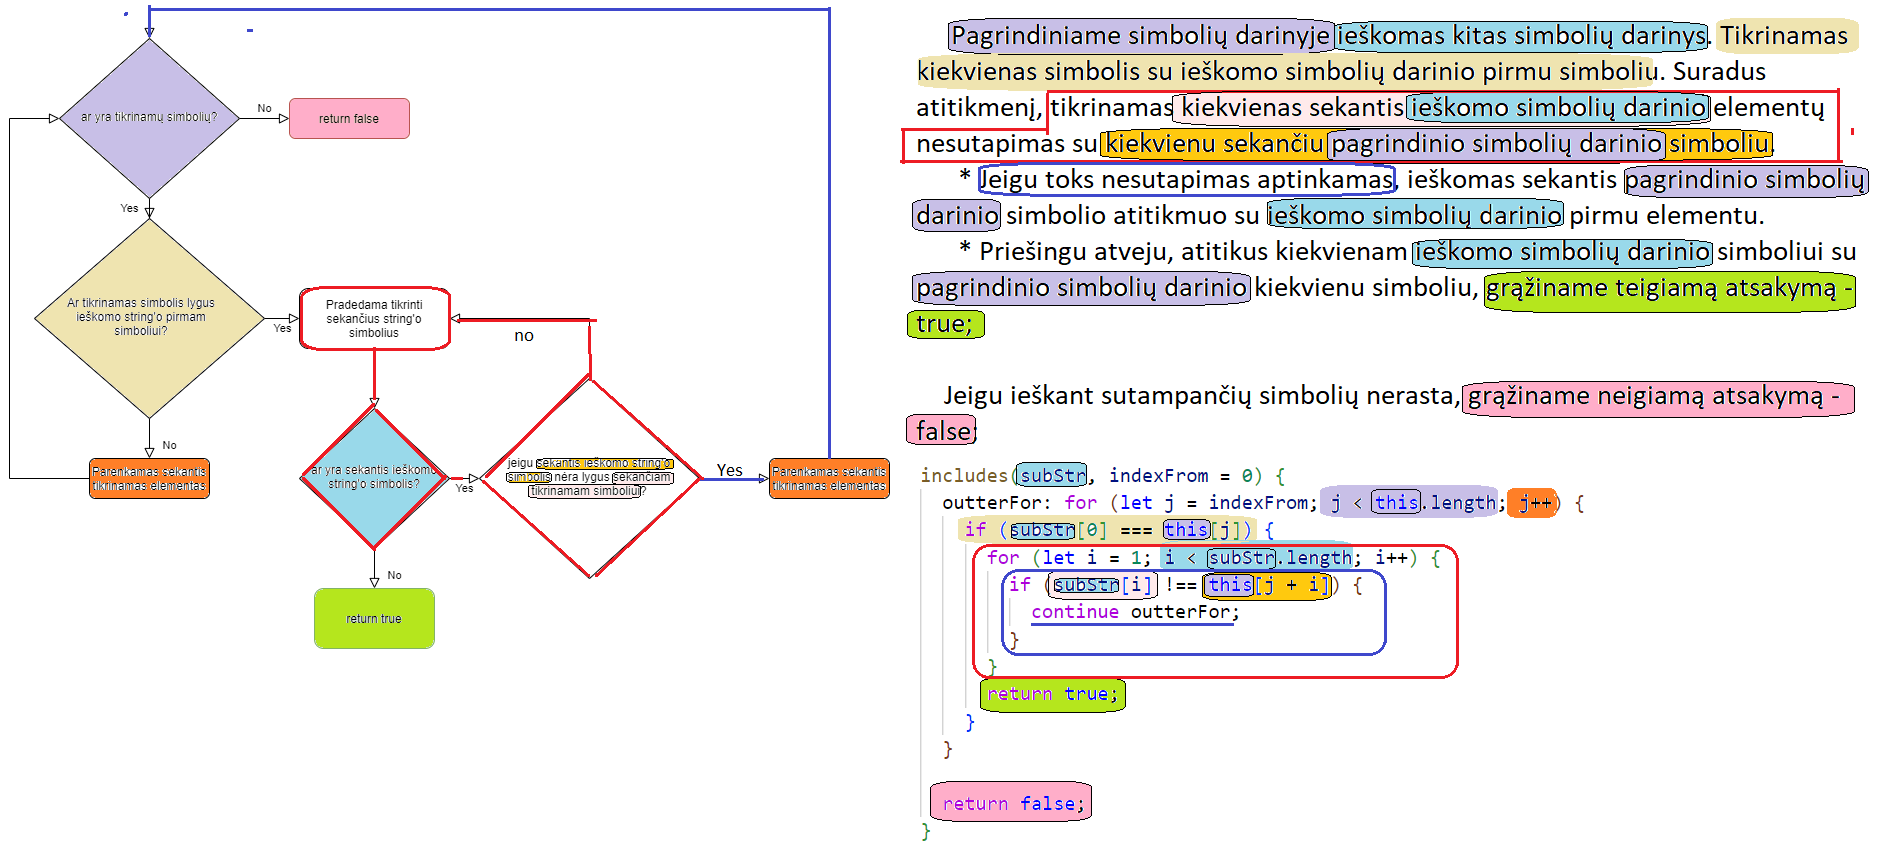 ar yra tikrinamų simbolių?
No
return false
Yes
Ar tikrinamas simbolis lygus
ieškomo string'o pirmam
simboliui?
Yes
No
Parenkamas sekantis
tikrinamas elementas
Pradedama tikrinti
sekančius string'o
simbolius
no
ar yra sekantis ieškomo
string'o simbolis?
Yes
No
return true
jeigu sekantis ieškomo string'o
simbolis nėra lygus sekančiam
tikrinamam simboliui?
Yes
Parenkamas sekantis
tikrinamas elementas
Pagrindiniame simbolių darinyje ieškomas kitas simbolių darinys. Tikrinamas
kiekvienas simbolis su ieškomo simbolių darinio pirmu simboliu. Suradus
atitikmenį, tikrinamas kiekvienas sekantis ieškomo simbolių darinio elementų
nesutapimas su kiekvienu sekančiu pagrindinio simbolių darinio simboliu.
* Jeigu toks nesutapimas aptinkamas, ieškomas sekantis pagrindinio simbolių
darinio simbolio atitikmuo su ieškomo simbolių darinio pirmu elementu.
* Priešingu atveju, atitikus kiekvienam ieškomo simbolių darinio simboliui su
pagrindinio simbolių darinio kiekvienu simboliu, grąžiname teigiamą atsakymą -
true;
Jeigu ieškant sutampančių simbolių nerasta, grąžiname neigiamą atsakymą -
false;
includes(subStr, indexFrom = 0) {
outterFor: for (let j = indexFrom; j < this.length; j++) {
if (subStr[0] === this[j]) {
for (let i = 1; i < subStr.length; i++) {
if (subStr[i] !== this[j + i]) {
continue outterFor;
}
}
return true;
}
}
return false;
}